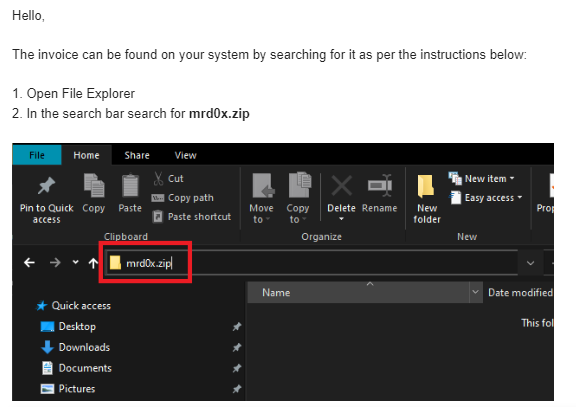 Hello,
The invoice can be found on your system by searching for it as per the instructions below:
1. Open File Explorer
2. In the search bar search for mrd0x.zip
File Home Share View
Pin to Quick access
Copy
Paste
Cut
Copy path
Paste shortcut
Clipboard
Move to
Copy to
Delete
Rename
Organize
New folder
New item
Easy access
New
Prop
mrd0x.zip
Name
Date modified
This fol
Quick access
Desktop
Downloads
Documents
Pictures